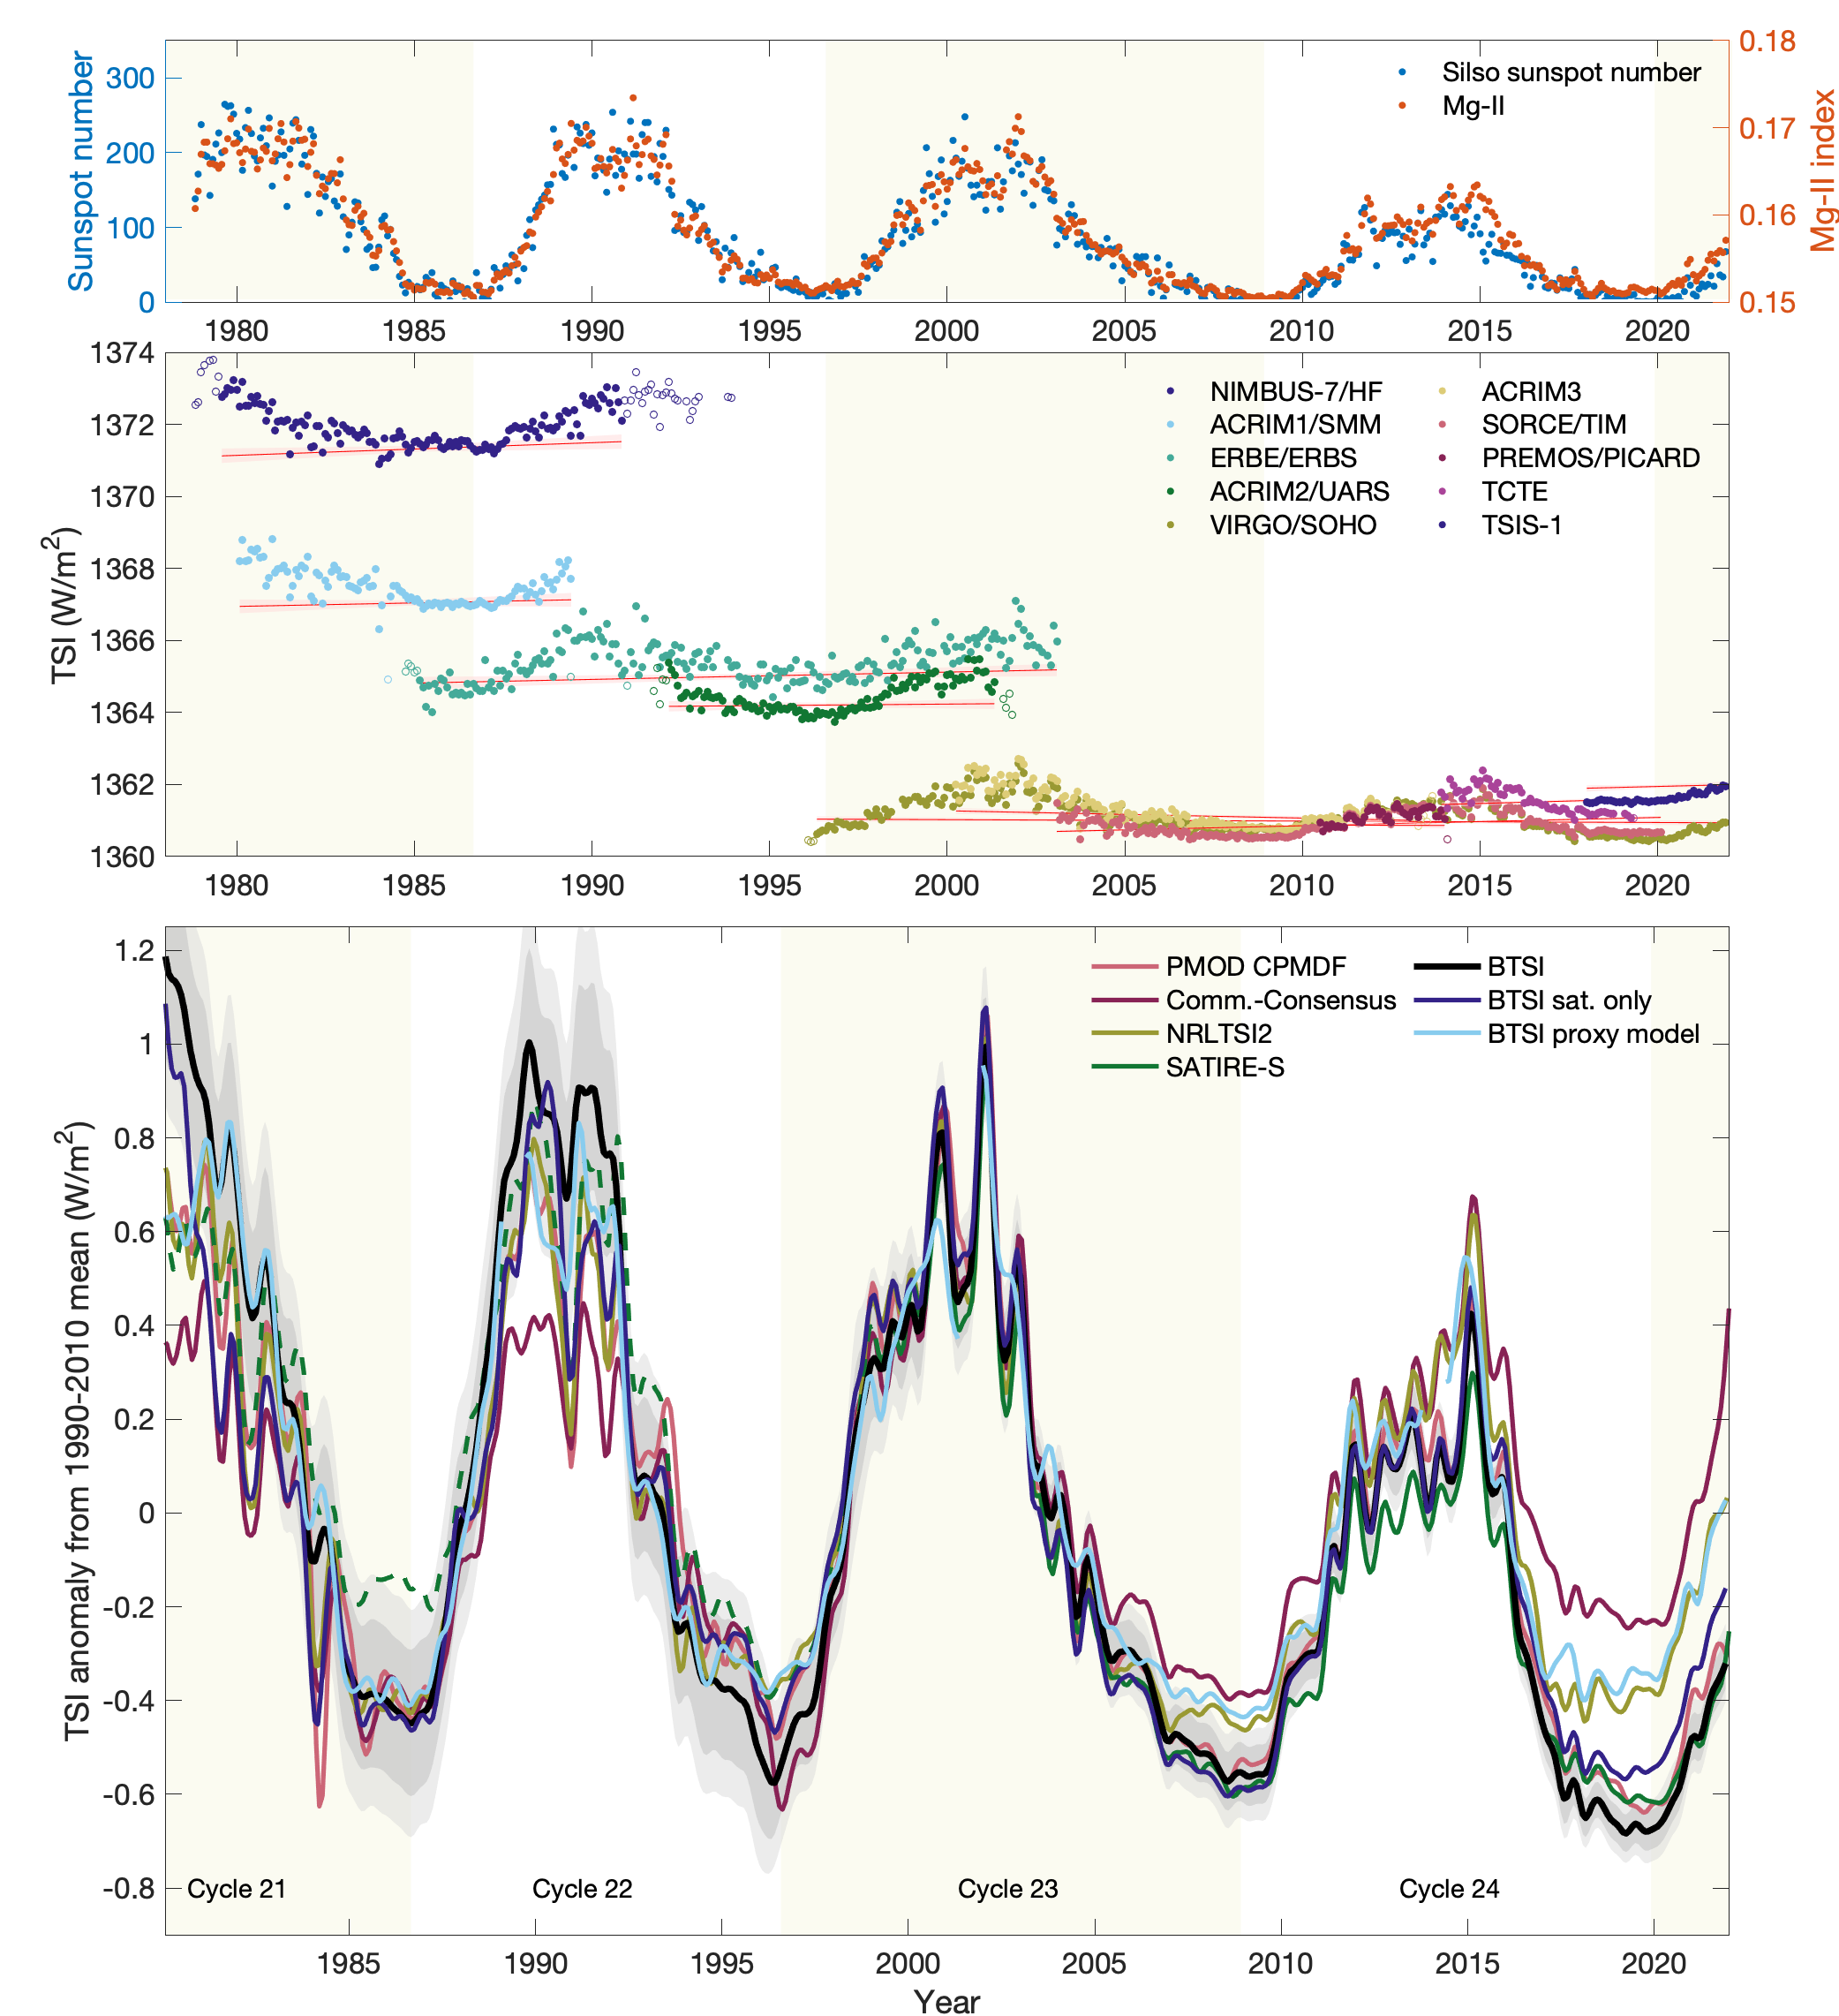 Sunspot number
300
200
100
0
0.18
0.17
0.16
0.15
Mg-II index
Silso sunspot number
Mg-II
1980 1985 1990 1995 2000 2005 2010 2015 2020
TSI (W/m2)
1374
1372
1370
1368
1366
1364
1362
1360
NIMBUS-7/HF ACRIM3
ACRIM1/SMM SORCE/TIM
ERBE/ERBS PREMOS/PICARD
ACRIM2/UARS TCTE
VIRGO/SOHO TSIS-1
1980 1985 1990 1995 2000 2005 2010 2015 2020
TSI anomaly from 1990-2010 mean (W/m2)
1.2
1
0.8
0.6
0.4
0.2
0
-0.2
-0.4
-0.6
-0.8
PMOD CPMDF BTSI
Comm.-Consensus BTSI sat. only
NRLTSI2 BTSI proxy model
SATIRE-S
Cycle 21 Cycle 22 Cycle 23 Cycle 24
1985 1990 1995 2000 2005 2010 2015 2020
Year